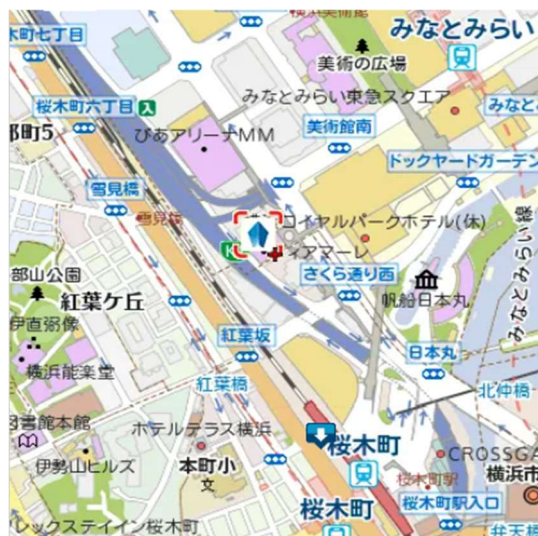 木町七丁目
みなとみらい
美術の広場
みなとみらい東急スクエア
桜木町六丁目
入
みなと
美術館南
ぴあアリーナMM
町5
ドックヤードガーデン
雪見橋
雪見橋
ロイヤルパークホテル(休)
K
ィアマーレ
さくら通り西
みなとみらい線
部山公園
帆船日本丸
紅葉ケ丘
伊直弼像
紅葉坂
日本丸
横浜能楽堂
紅葉橋
北仲橋
図書館本館
ホテルテラス横浜
桜木町
CROSSGA
伊勢山ヒルズ
本町小
文
桜木町駅
横浜市
桜木町
桜木町駅入口
レックステイイン桜木町
弁天橋